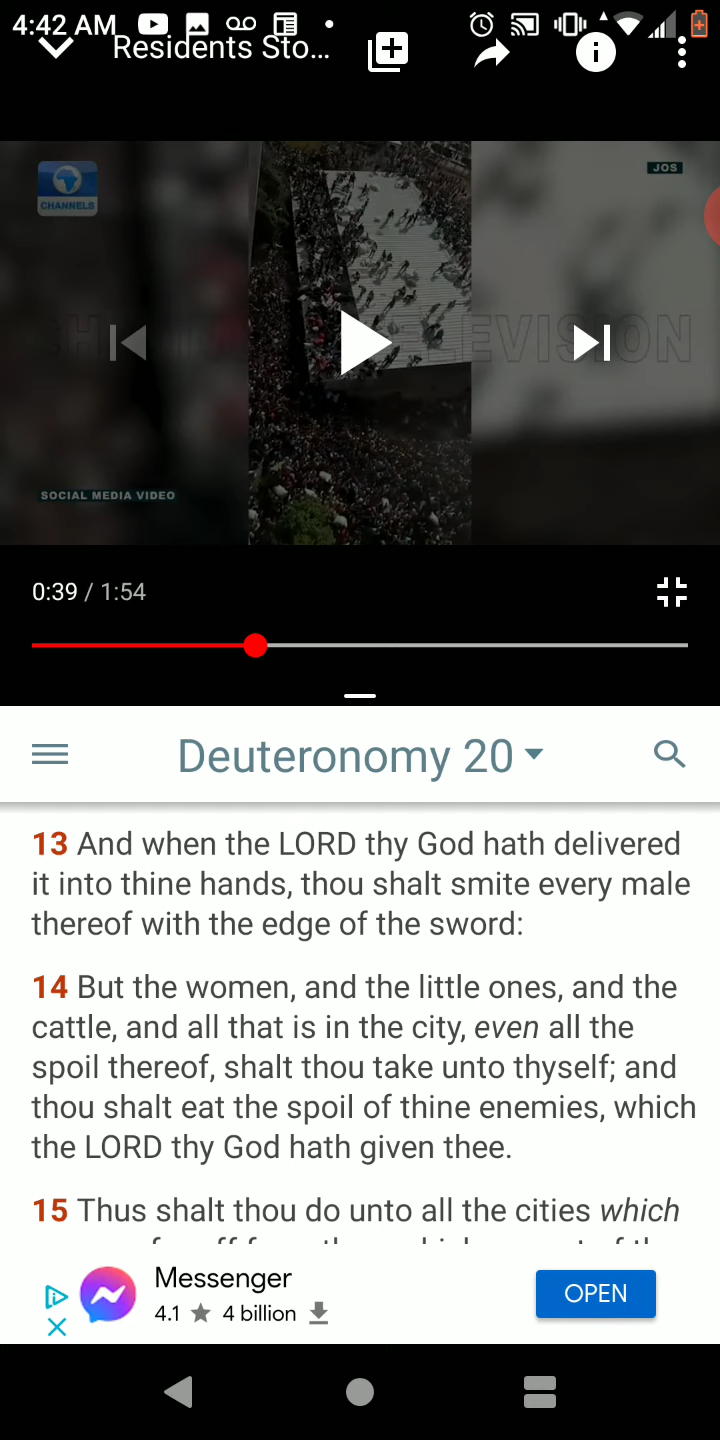 4:42 AM
Residents Sto...
CHANNELS
JOS
ELEVISION
SOCIAL MEDIA VIDEO
0:39 / 1:54
Deuteronomy 20
13 And when the LORD thy God hath delivered
it into thine hands, thou shalt smite every male
thereof with the edge of the sword:
14 But the women, and the little ones, and the
cattle, and all that is in the city, even all the
spoil thereof, shalt thou take unto thyself; and
thou shalt eat the spoil of thine enemies, which
the LORD thy God hath given thee.
15 Thus shalt thou do unto all the cities which
Messenger
4.1 ★ 4 billion
OPEN